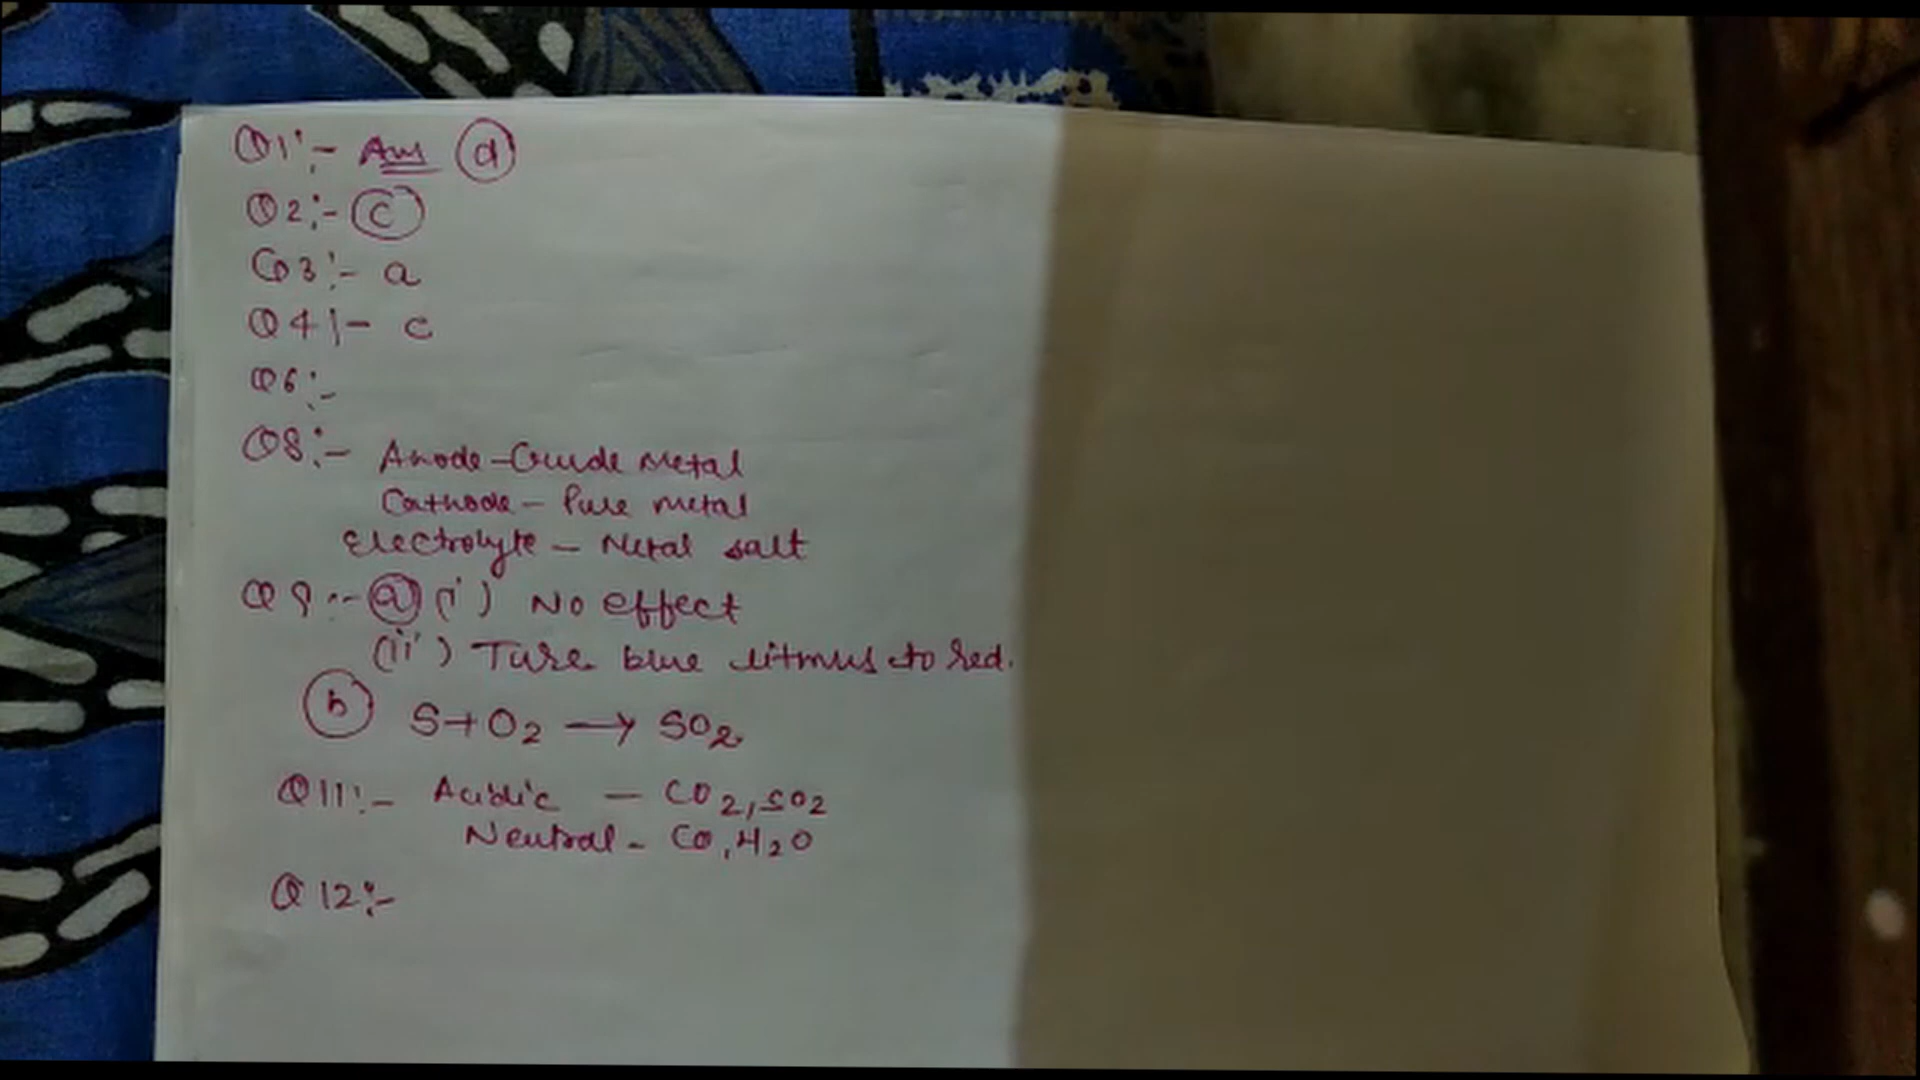 Q1:- Ans (d)
Q2:- (c)
Q3:- a
Q4:- c
Q6:-
Q8:- Anode - Crude Metal
Cathode - Pure metal
Electrolyte - Metal salt
Q9:- (a) (i) No effect
(ii) blue litmus to red.
(b) S+O2 → SO2
Q11:- Acidic - CO2, SO2
Neutral - CO, H2O
Q12:-